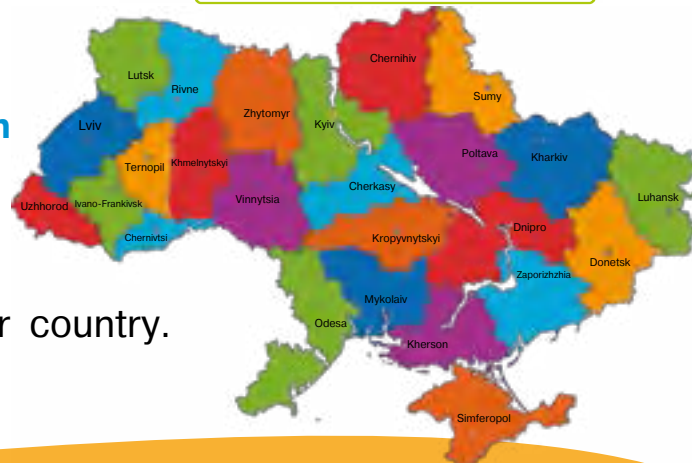 Chernihiv
Lutsk
Rivne
Sumy
Zhytomyr
Kyiv
Lviv
Poltava
Kharkiv
Ternopil
Khmelnytskyi
Cherkasy
Uzhhorod
Ivano-Frankivsk
Vinnytsia
Luhansk
Chernivtsi
Kropyvnytskyi
Dnipro
Donetsk
Zaporizhzhia
Mykolaiv
Odesa
Kherson
country.
Simferopol